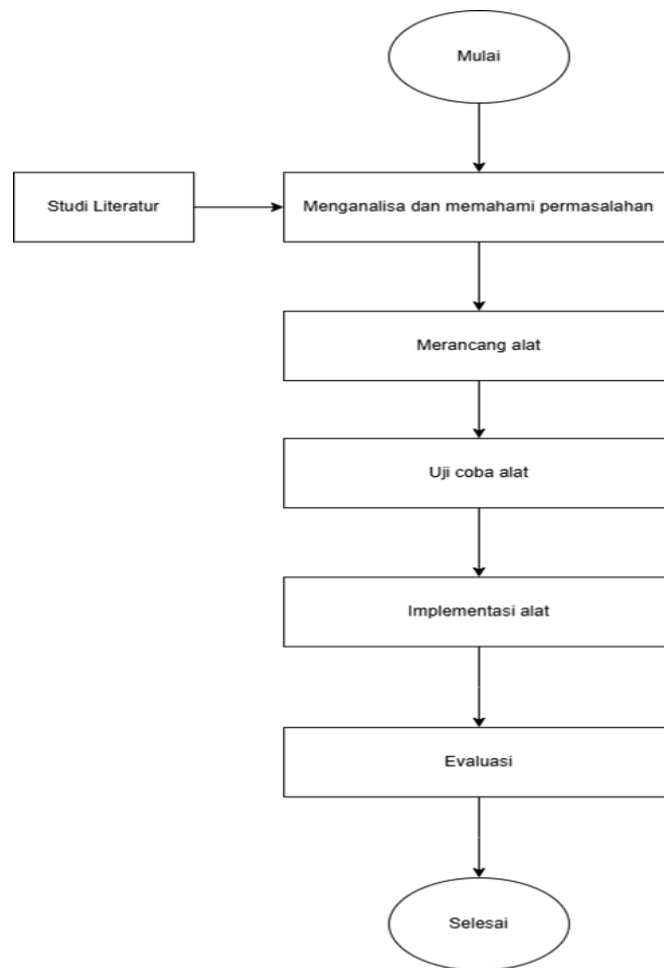 Mulai
Studi Literatur
Menganalisa dan memahami permasalahan
Merancang alat
Uji coba alat
Implementasi alat
Evaluasi
Selesai